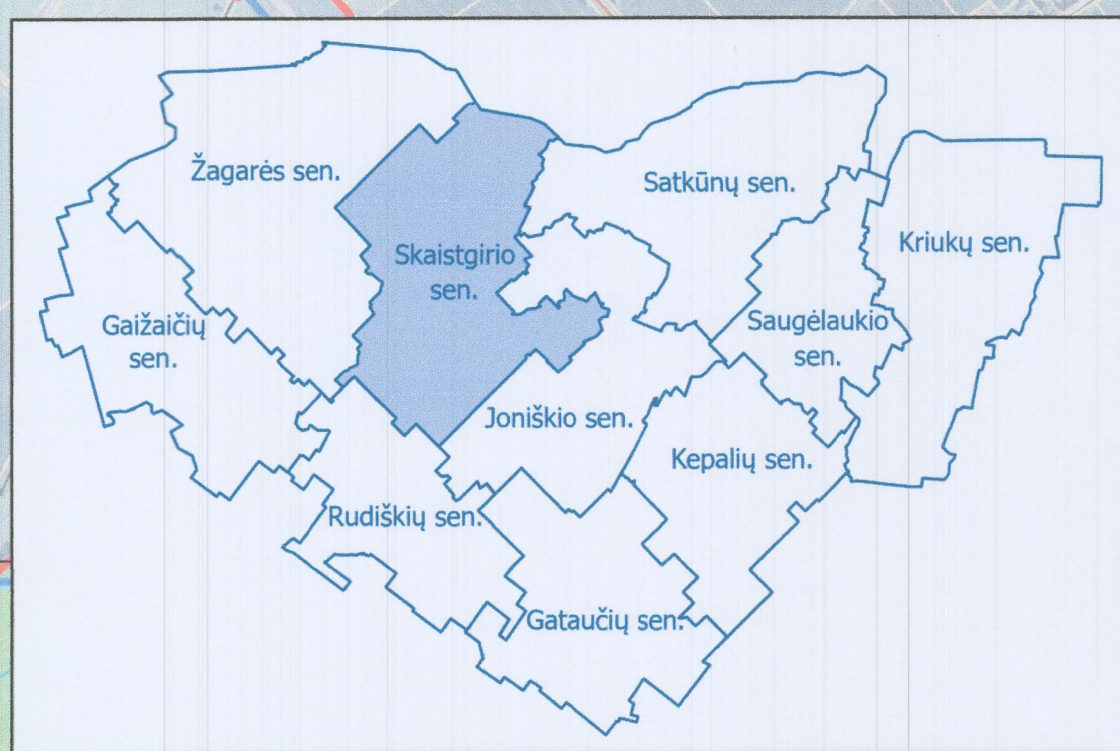 Žagarės sen.
Satkūnų sen.
Kriukų sen.
Skaistgirio
sen.
Gaižaičių
sen.
Saugėlaukio
sen.
Joniškio sen.
Kepalių sen.
Rudiškių sen.
Gataučių sen.